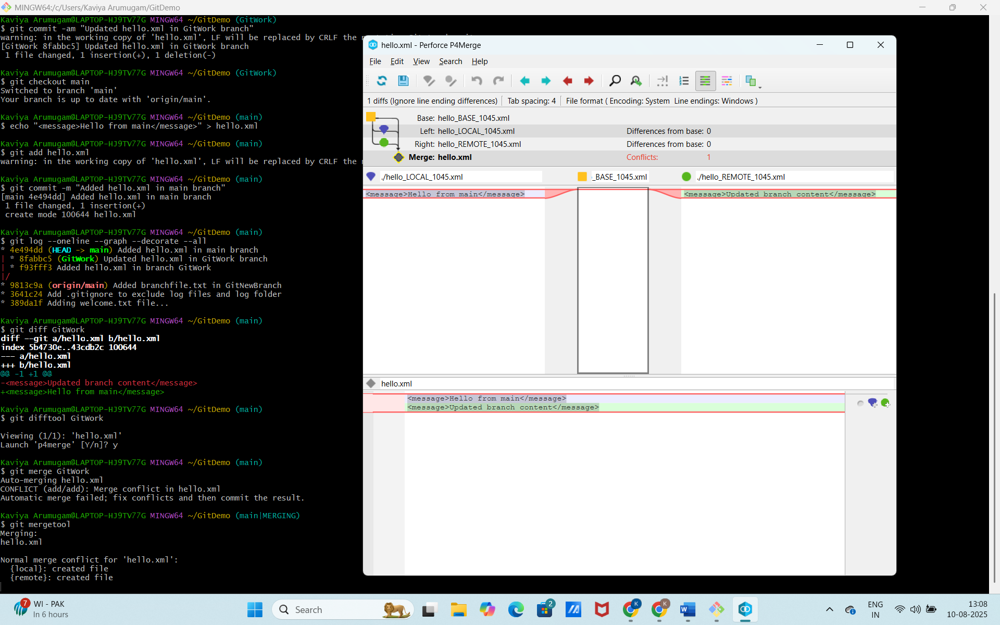 MINGW64:/c/Users/Kaviya Arumugam/GitDemo
Kaviya Arumugam@LAPTOP-HJ9TV77G MINGW64 ~/GitDemo (GitWork)
$ git commit -am "Updated hello.xml in GitWork branch"
warning: in the working copy of 'hello.xml', LF will be replaced by CRLF the
[GitWork 8fabbc5] Updated hello.xml in GitWork branch
 1 file changed, 1 insertion(+), 1 deletion(-)
Kaviya Arumugam@LAPTOP-HJ9TV77G MINGW64 ~/GitDemo (GitWork)
$ git checkout main
Switched to branch 'main'
Your branch is up to date with 'origin/main'.
Kaviya Arumugam@LAPTOP-HJ9TV77G MINGW64 ~/GitDemo (main)
$ echo "<message>Hello from main</message>" > hello.xml
Kaviya Arumugam@LAPTOP-HJ9TV77G MINGW64 ~/GitDemo (main)
$ git add hello.xml
warning: in the working copy of 'hello.xml', LF will be replaced by CRLF the
Kaviya Arumugam@LAPTOP-HJ9TV77G MINGW64 ~/GitDemo (main)
$ git commit -m "Added hello.xml in main branch"
[main 4e494dd] Added hello.xml in main branch
 1 file changed, 1 insertion(+)
 create mode 100644 hello.xml
Kaviya Arumugam@LAPTOP-HJ9TV77G MINGW64 ~/GitDemo (main)
$ git log --oneline --graph --decorate --all
* 4e494dd (HEAD -> main) Added hello.xml in main branch
| * 8fabbc5 (GitWork) Updated hello.xml in GitWork branch
| * f93fff3 Added hello.xml in branch GitWork
|/
* 9813c9a (origin/main) Added branchfile.txt in GitNewBranch
* 3641c24 Add .gitignore to exclude log files and log folder
* 389da1f Adding welcome.txt file...
Kaviya Arumugam@LAPTOP-HJ9TV77G MINGW64 ~/GitDemo (main)
$ git diff GitWork
diff --git a/hello.xml b/hello.xml
index 5b4730e..43cdb2c 100644
--- a/hello.xml
+++ b/hello.xml
@@ -1 +1 @@
-<message>Updated branch content</message>
+<message>Hello from main</message>
Kaviya Arumugam@LAPTOP-HJ9TV77G MINGW64 ~/GitDemo (main)
$ git difftool GitWork
Viewing (1/1): 'hello.xml'
Launch 'p4merge' [Y/n]? y
Kaviya Arumugam@LAPTOP-HJ9TV77G MINGW64 ~/GitDemo (main)
$ git merge GitWork
Auto-merging hello.xml
CONFLICT (add/add): Merge conflict in hello.xml
Automatic merge failed; fix conflicts and then commit the result.
Kaviya Arumugam@LAPTOP-HJ9TV77G MINGW64 ~/GitDemo (main|MERGING)
$ git mergetool
Merging:
hello.xml
Normal merge conflict for 'hello.xml':
  {local}: created file
  {remote}: created file
hello.xml - Perforce P4Merge
File Edit View Search Help
1 diffs (Ignore line ending differences) Tab spacing: 4 File format ( Encoding: System Line endings: Windows )
Base: hello_BASE_1045.xml
Left: hello_LOCAL_1045.xml Differences from base: 0
Right: hello_REMOTE_1045.xml Differences from base: 0
Merge: hello.xml Conflicts: 1
./hello_LOCAL_1045.xml _BASE_1045.xml ./hello_REMOTE_1045.xml
<message>Hello from main</message> <message>Updated branch content</message>
hello.xml
<message>Hello from main</message>
<message>Updated branch content</message>
7
WI - PAK
In 6 hours
Search
2
K
K
ENG
IN
13:08
10-08-2025